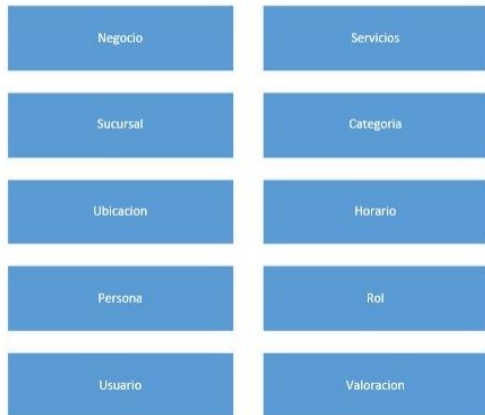 Negocio
Servicios
Sucursal
Categoria
Ubicacion
Horario
Persona
Rol
Usuario
Valoracion